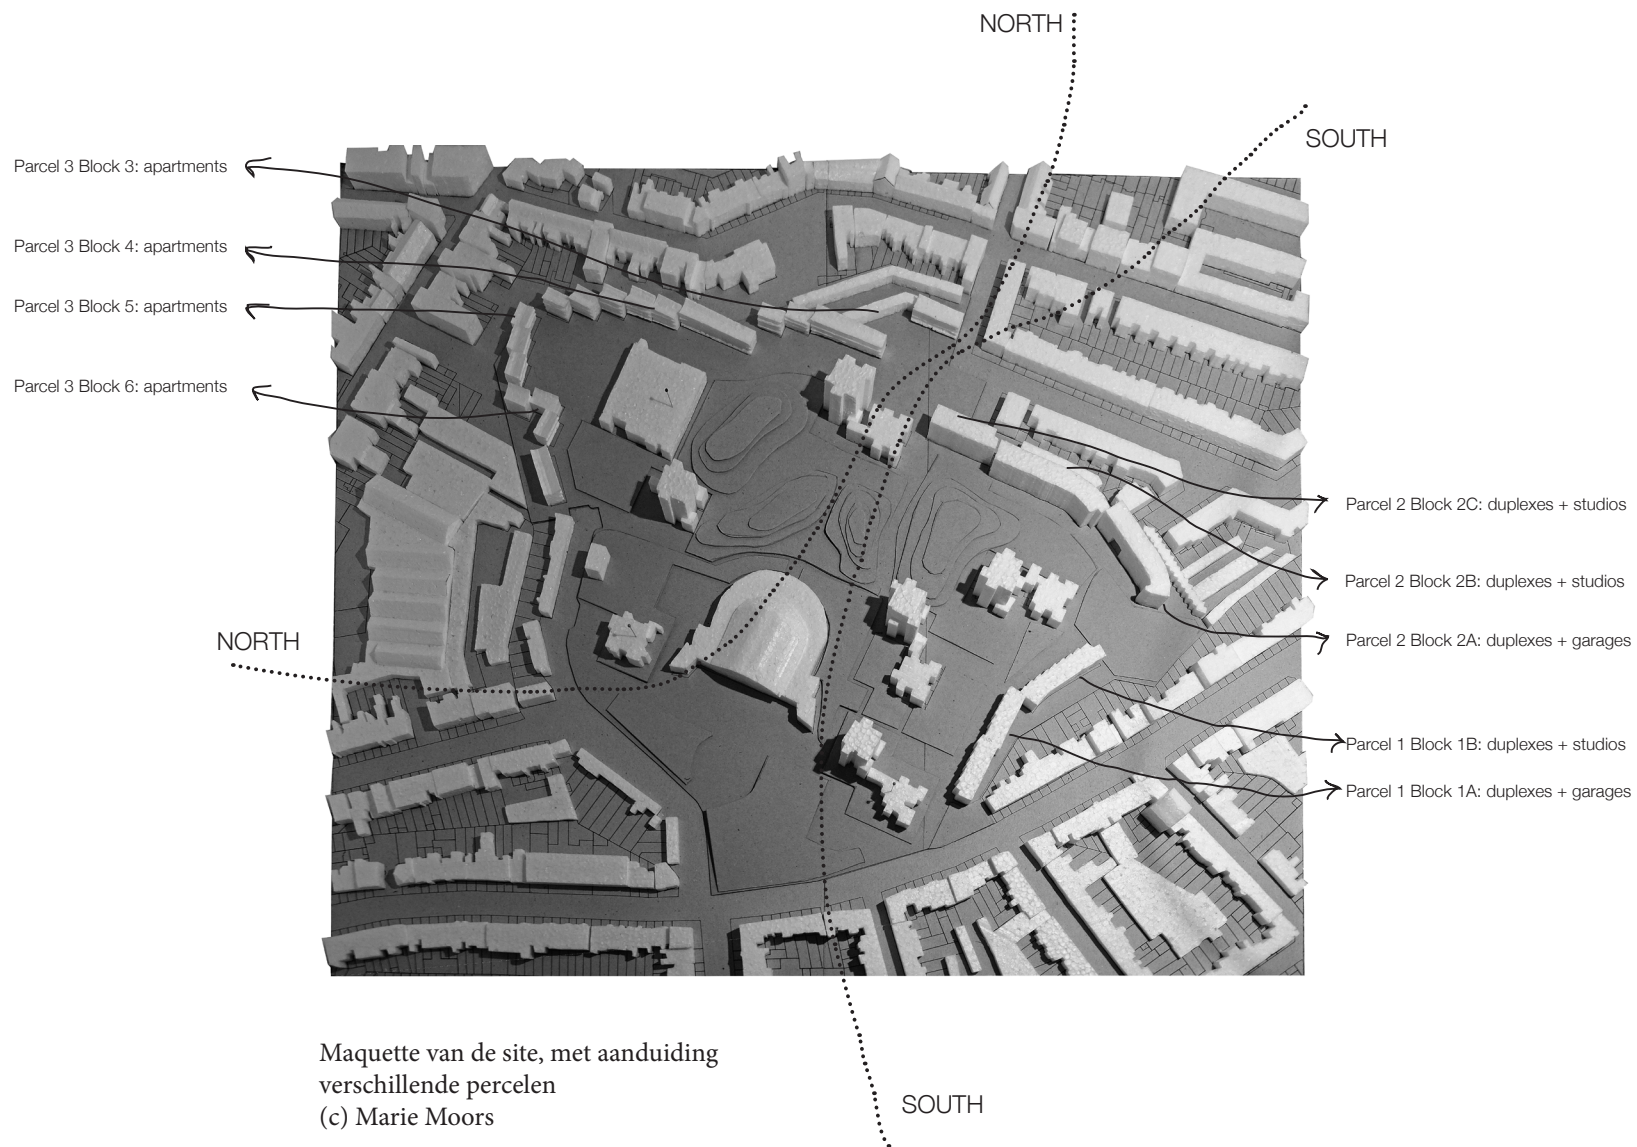 NORTH
SOUTH
Parcel 3 Block 3: apartments
Parcel 3 Block 4: apartments
Parcel 3 Block 5: apartments
Parcel 3 Block 6: apartments
Parcel 2 Block 2C: duplexes + studios
Parcel 2 Block 2B: duplexes + studios
Parcel 2 Block 2A: duplexes + garages
NORTH
Parcel 1 Block 1B: duplexes + studios
Parcel 1 Block 1A: duplexes + garages
Maquette van de site, met aanduiding
verschillende percelen
(c) Marie Moors
SOUTH